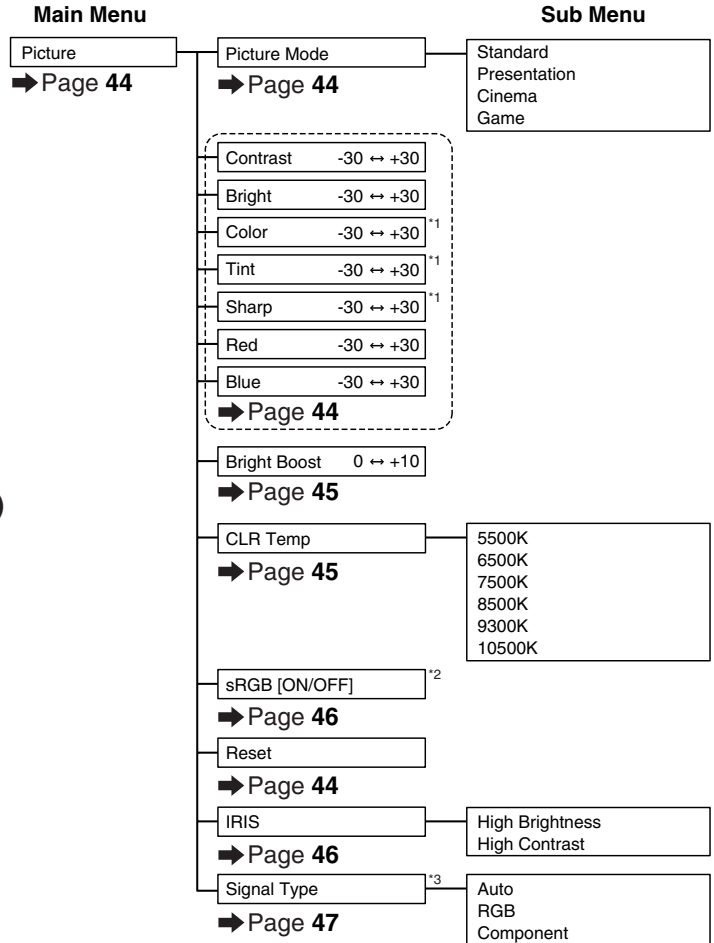 Main Menu
Sub Menu
Picture
➡Page 44
Picture Mode
➡Page 44
Standard
Presentation
Cinema
Game
Contrast -30 ↔ +30
Bright -30 ↔ +30
Color -30 ↔ +30 *1
Tint -30 ↔ +30 *1
Sharp -30 ↔ +30 *1
Red -30 ↔ +30
Blue -30 ↔ +30
➡Page 44
Bright Boost 0 ↔ +10
➡Page 45
CLR Temp
➡Page 45
5500K
6500K
7500K
8500K
9300K
10500K
sRGB [ON/OFF] *2
➡Page 46
Reset
➡Page 44
IRIS
➡Page 46
High Brightness
High Contrast
Signal Type *3
➡Page 47
Auto
RGB
Component